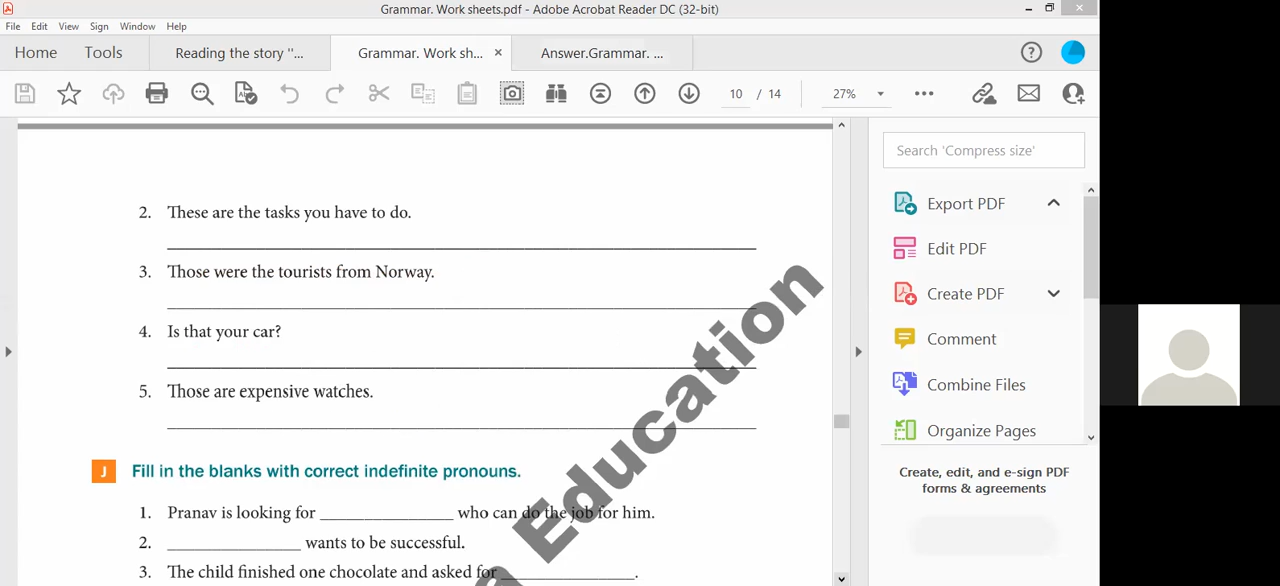 Grammar. Work sheets.pdf - Adobe Acrobat Reader DC (32-bit)
File Edit View Sign Window Help
Home Tools Reading the story "... Grammar. Work sh... × Answer.Grammar. ...
10 / 14 27%
Search 'Compress size'
Export PDF
Edit PDF
Create PDF
Comment
Combine Files
Organize Pages
Create, edit, and e-sign PDF
forms & agreements
2. These are the tasks you have to do.
3. Those were the tourists from Norway.
4. Is that your car?
5. Those are expensive watches.
J Fill in the blanks with correct indefinite pronouns.
1. Pranav is looking for _______________ who can do the job for him.
2. _______________ wants to be successful.
3. The child finished one chocolate and asked for _______________.
a Education